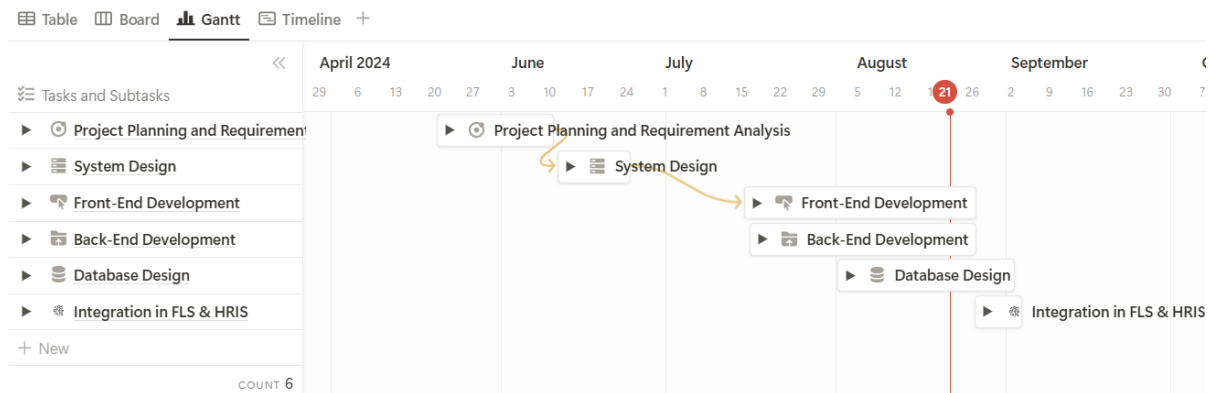 Table Board Gantt Timeline
April 2024 June July August September
Tasks and Subtasks
29 6 13 20 27 3 10 17 24 1 8 15 22 29 5 12 21 26 2 9 16 23 30
Project Planning and Requirement Project Planning and Requirement Analysis
System Design System Design
Front-End Development Front-End Development
Back-End Development Back-End Development
Database Design Database Design
Integration in FLS & HRIS Integration in FLS & HRIS
+ New
COUNT 6